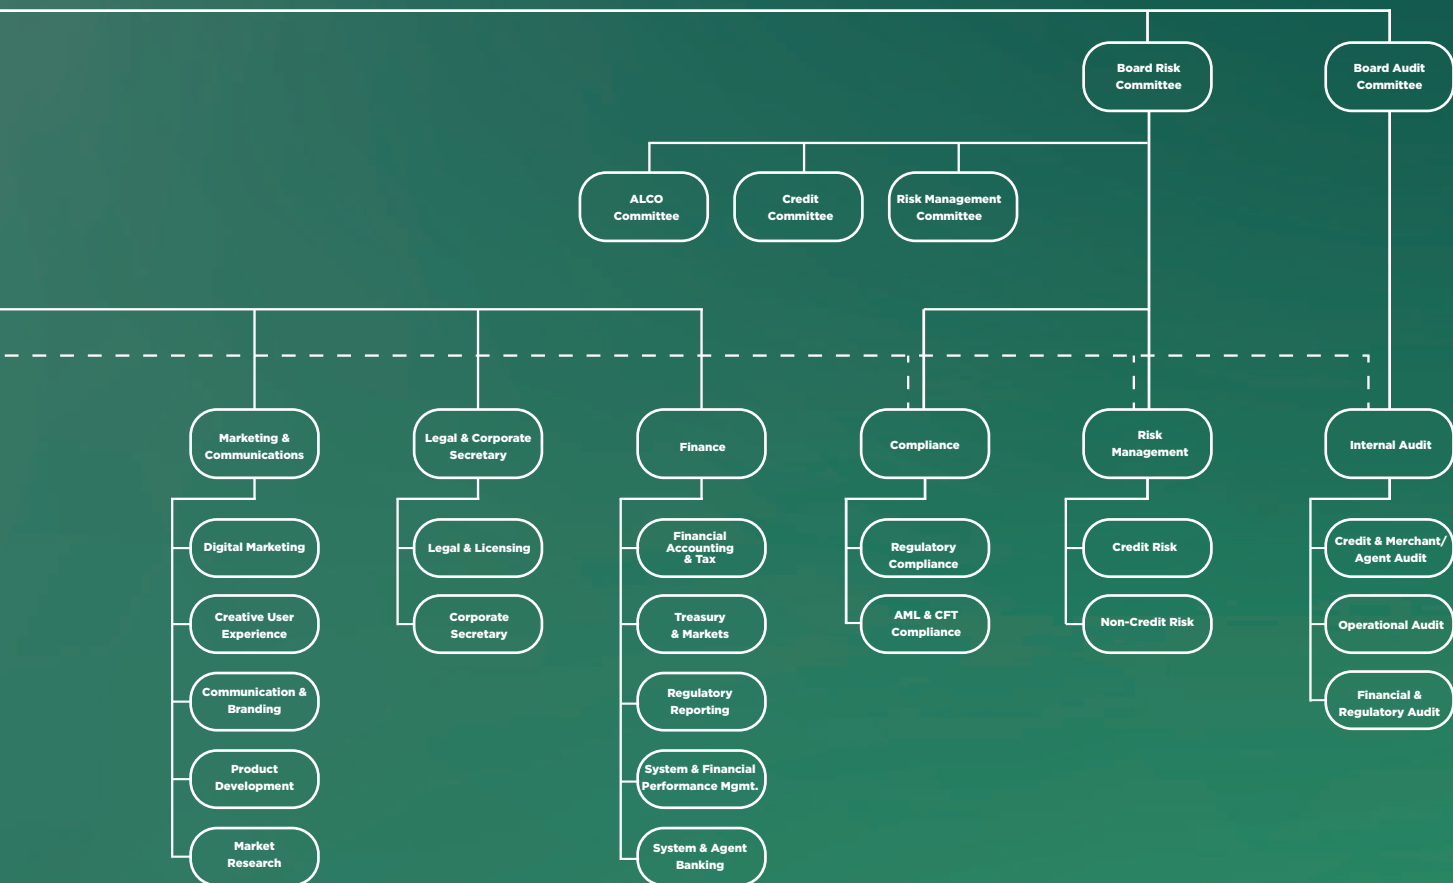 Board Risk
Committee
Board Audit
Committee
ALCO
Committee
Credit
Committee
Risk Management
Committee
Marketing &
Communications
Legal & Corporate
Secretary
Finance
Compliance
Risk
Management
Internal Audit
Digital Marketing
Creative User
Experience
Communication &
Branding
Product
Development
Market
Research
Legal & Licensing
Corporate
Secretary
Financial
Accounting
& Tax
Treasury
& Markets
Regulatory
Reporting
System & Financial
Performance Mgmt.
System & Agent
Banking
Regulatory
Compliance
AML & CFT
Compliance
Credit Risk
Non-Credit Risk
Credit & Merchant/
Agent Audit
Operational Audit
Financial &
Regulatory Audit